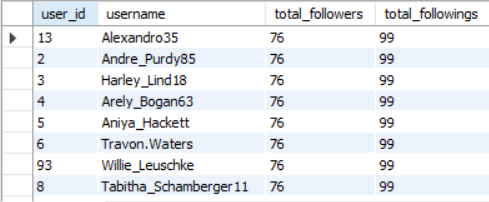 user_id username total_followers total_followings
13 Alexandro35 76 99
2 Andre_Purdy85 76 99
3 Harley_Lind18 76 99
4 Arely_Bogan63 76 99
5 Aniya_Hackett 76 99
6 Travon.Waters 76 99
93 Willie_Leuschke 76 99
8 Tabitha_Schamberger11 76 99